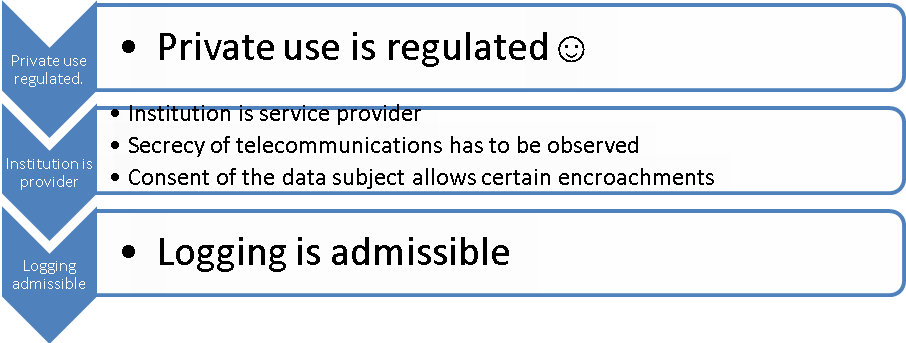 Private use
regulated.
• Private use is regulated☺
Institution is
provider
• Institution is service provider
• Secrecy of telecommunications has to be observed
• Consent of the data subject allows certain encroachments
Logging
admissible
• Logging is admissible